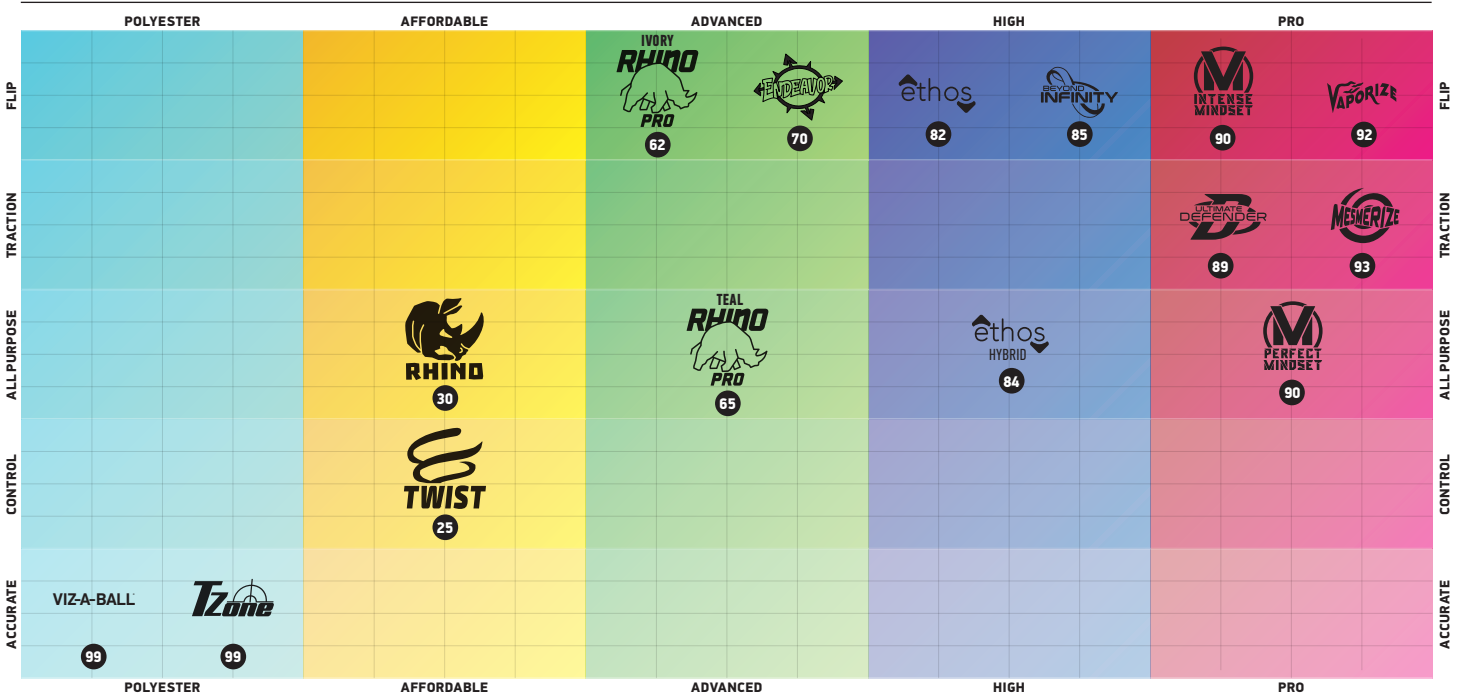 POLYESTER AFFORDABLE ADVANCED HIGH PRO
FLIP
IVORY
RHINO
PRO
62
ENDEAVOR
70
ethos
82
BEYOND
INFINITY
85
M
INTENSE
MINDSET
90
VAPORIZE
92
FLIP
TRACTION
D
ULTIMATE
DEFENDER
89
MESMERIZE
93
TRACTION
ALL PURPOSE
RHINO
30
TEAL
RHINO
PRO
65
ethos
HYBRID
84
M
PERFECT
MINDSET
90
ALL PURPOSE
CONTROL
TWIST
25
CONTROL
ACCURATE
VIZ-A-BALL
99
TZone
99
ACCURATE
POLYESTER AFFORDABLE ADVANCED HIGH PRO